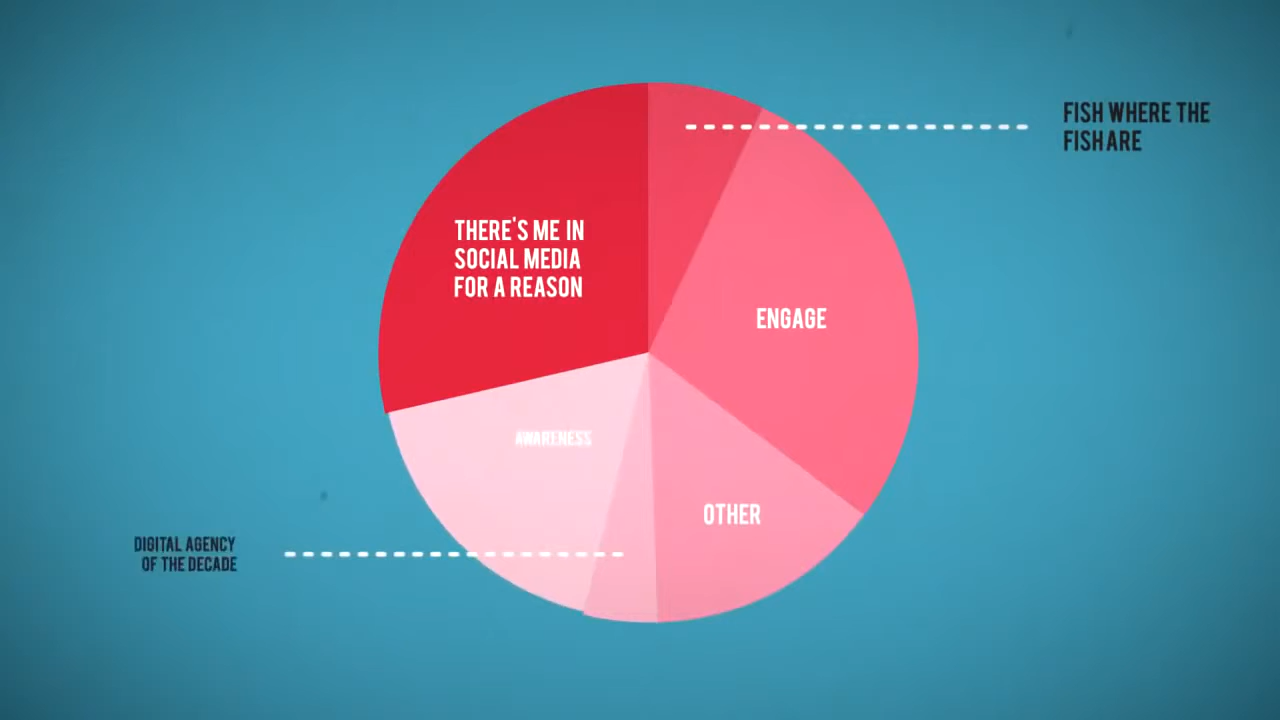 FISH WHERE THE
FISH ARE
THERE'S ME IN
SOCIAL MEDIA
FOR A REASON
ENGAGE
AWARENESS
OTHER
DIGITAL AGENCY
OF THE DECADE